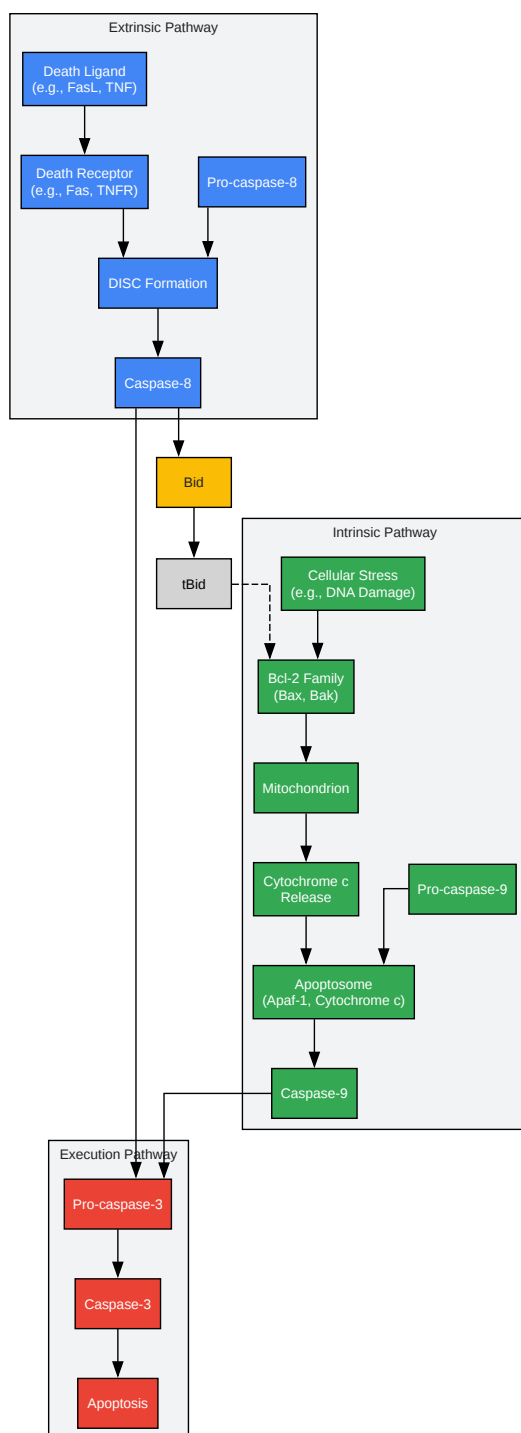 Extrinsic Pathway
Death Ligand
(e.g., FasL, TNF)
Death Receptor
(e.g., Fas, TNFR)
Pro-caspase-8
DISC Formation
Caspase-8
Bid
tBid
Intrinsic Pathway
Cellular Stress
(e.g., DNA Damage)
Bcl-2 Family
(Bax, Bak)
Mitochondrion
Cytochrome c
Release
Pro-caspase-9
Apoptosome
(Apaf-1, Cytochrome c)
Caspase-9
Execution Pathway
Pro-caspase-3
Caspase-3
Apoptosis